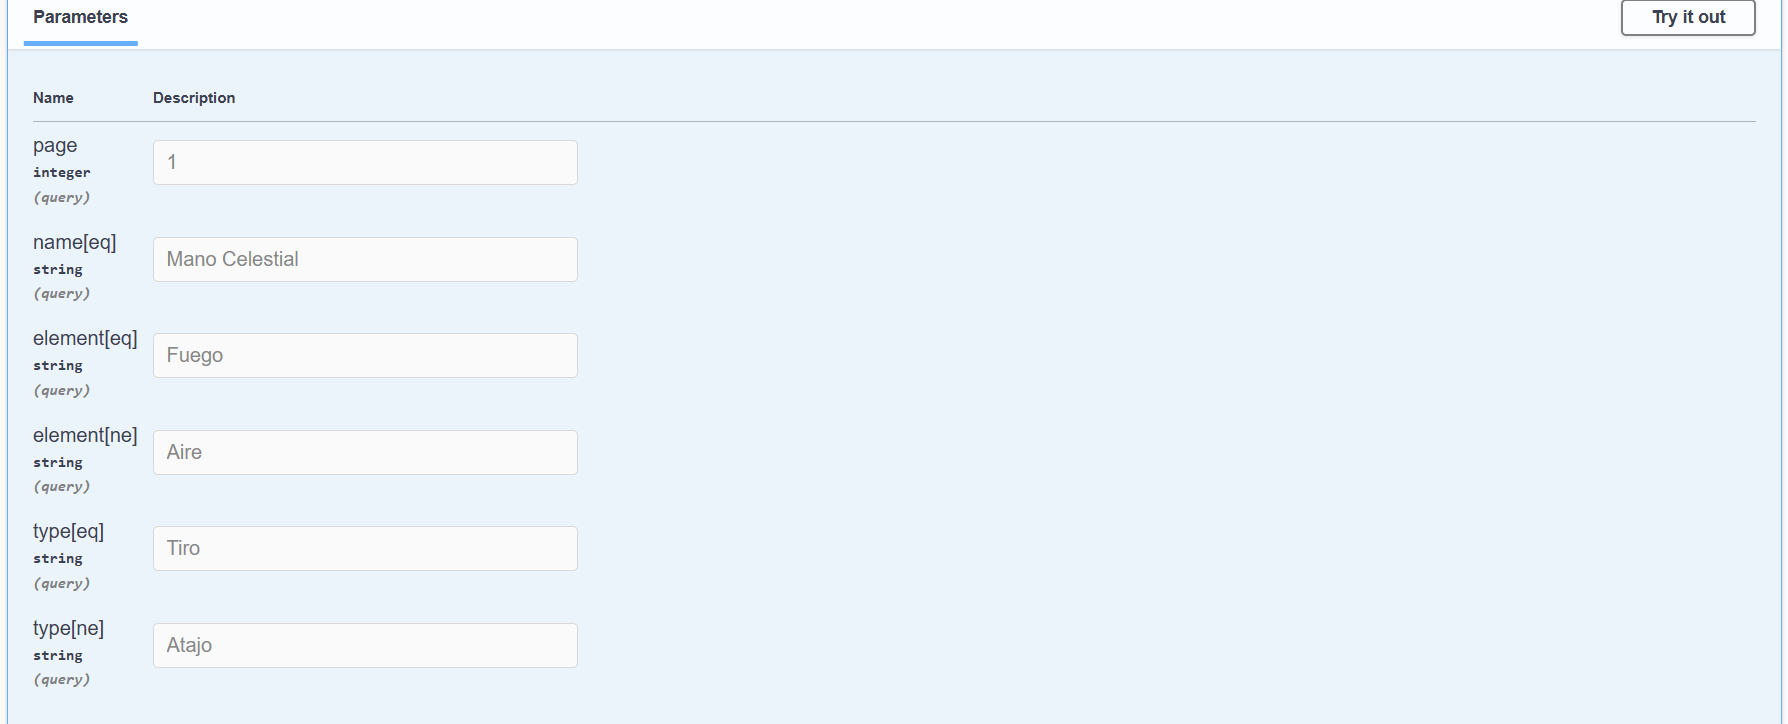 Parameters
Try it out
Name Description
page
integer
(query)
1
name[eq]
string
(query)
Mano Celestial
element[eq]
string
(query)
Fuego
element[ne]
string
(query)
Aire
type[eq]
string
(query)
Tiro
type[ne]
string
(query)
Atajo